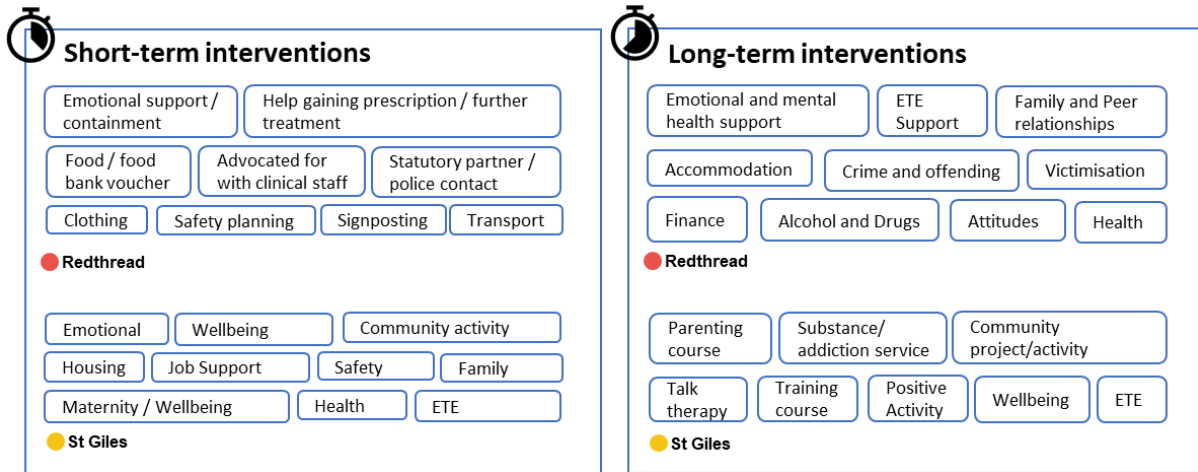 Short-term interventions
Emotional support /
containment
Help gaining prescription / further
treatment
Food / food
bank voucher
Advocated for
with clinical staff
Statutory partner /
police contact
Clothing
Safety planning
Signposting
Transport
Redthread
Emotional
Wellbeing
Community activity
Housing
Job Support
Safety
Family
Maternity / Wellbeing
Health
ETE
St Giles
Long-term interventions
Emotional and mental
health support
ETE
Support
Family and Peer
relationships
Accommodation
Crime and offending
Victimisation
Finance
Alcohol and Drugs
Attitudes
Health
Redthread
Parenting
course
Substance/
addiction service
Community
project/activity
Talk
therapy
Training
course
Positive
Activity
Wellbeing
ETE
St Giles